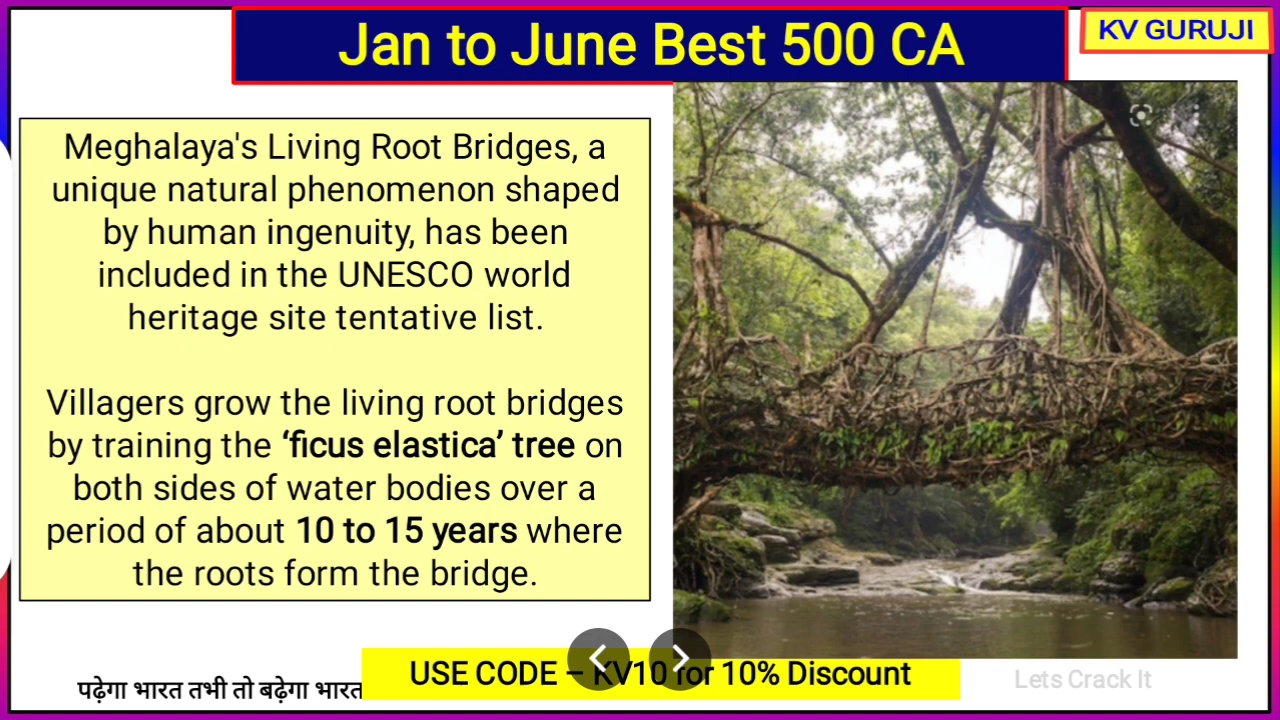 Jan to June Best 500 CA
KV GURUJI
Meghalaya's Living Root Bridges, a
unique natural phenomenon shaped
by human ingenuity, has been
included in the UNESCO world
heritage site tentative list.
Villagers grow the living root bridges
by training the ‘ficus elastica’ tree on
both sides of water bodies over a
period of about 10 to 15 years where
the roots form the bridge.
USE CODE – KV10 for 10% Discount
पढ़ेगा भारत तभी तो बढ़ेगा भारत
Lets Crack It